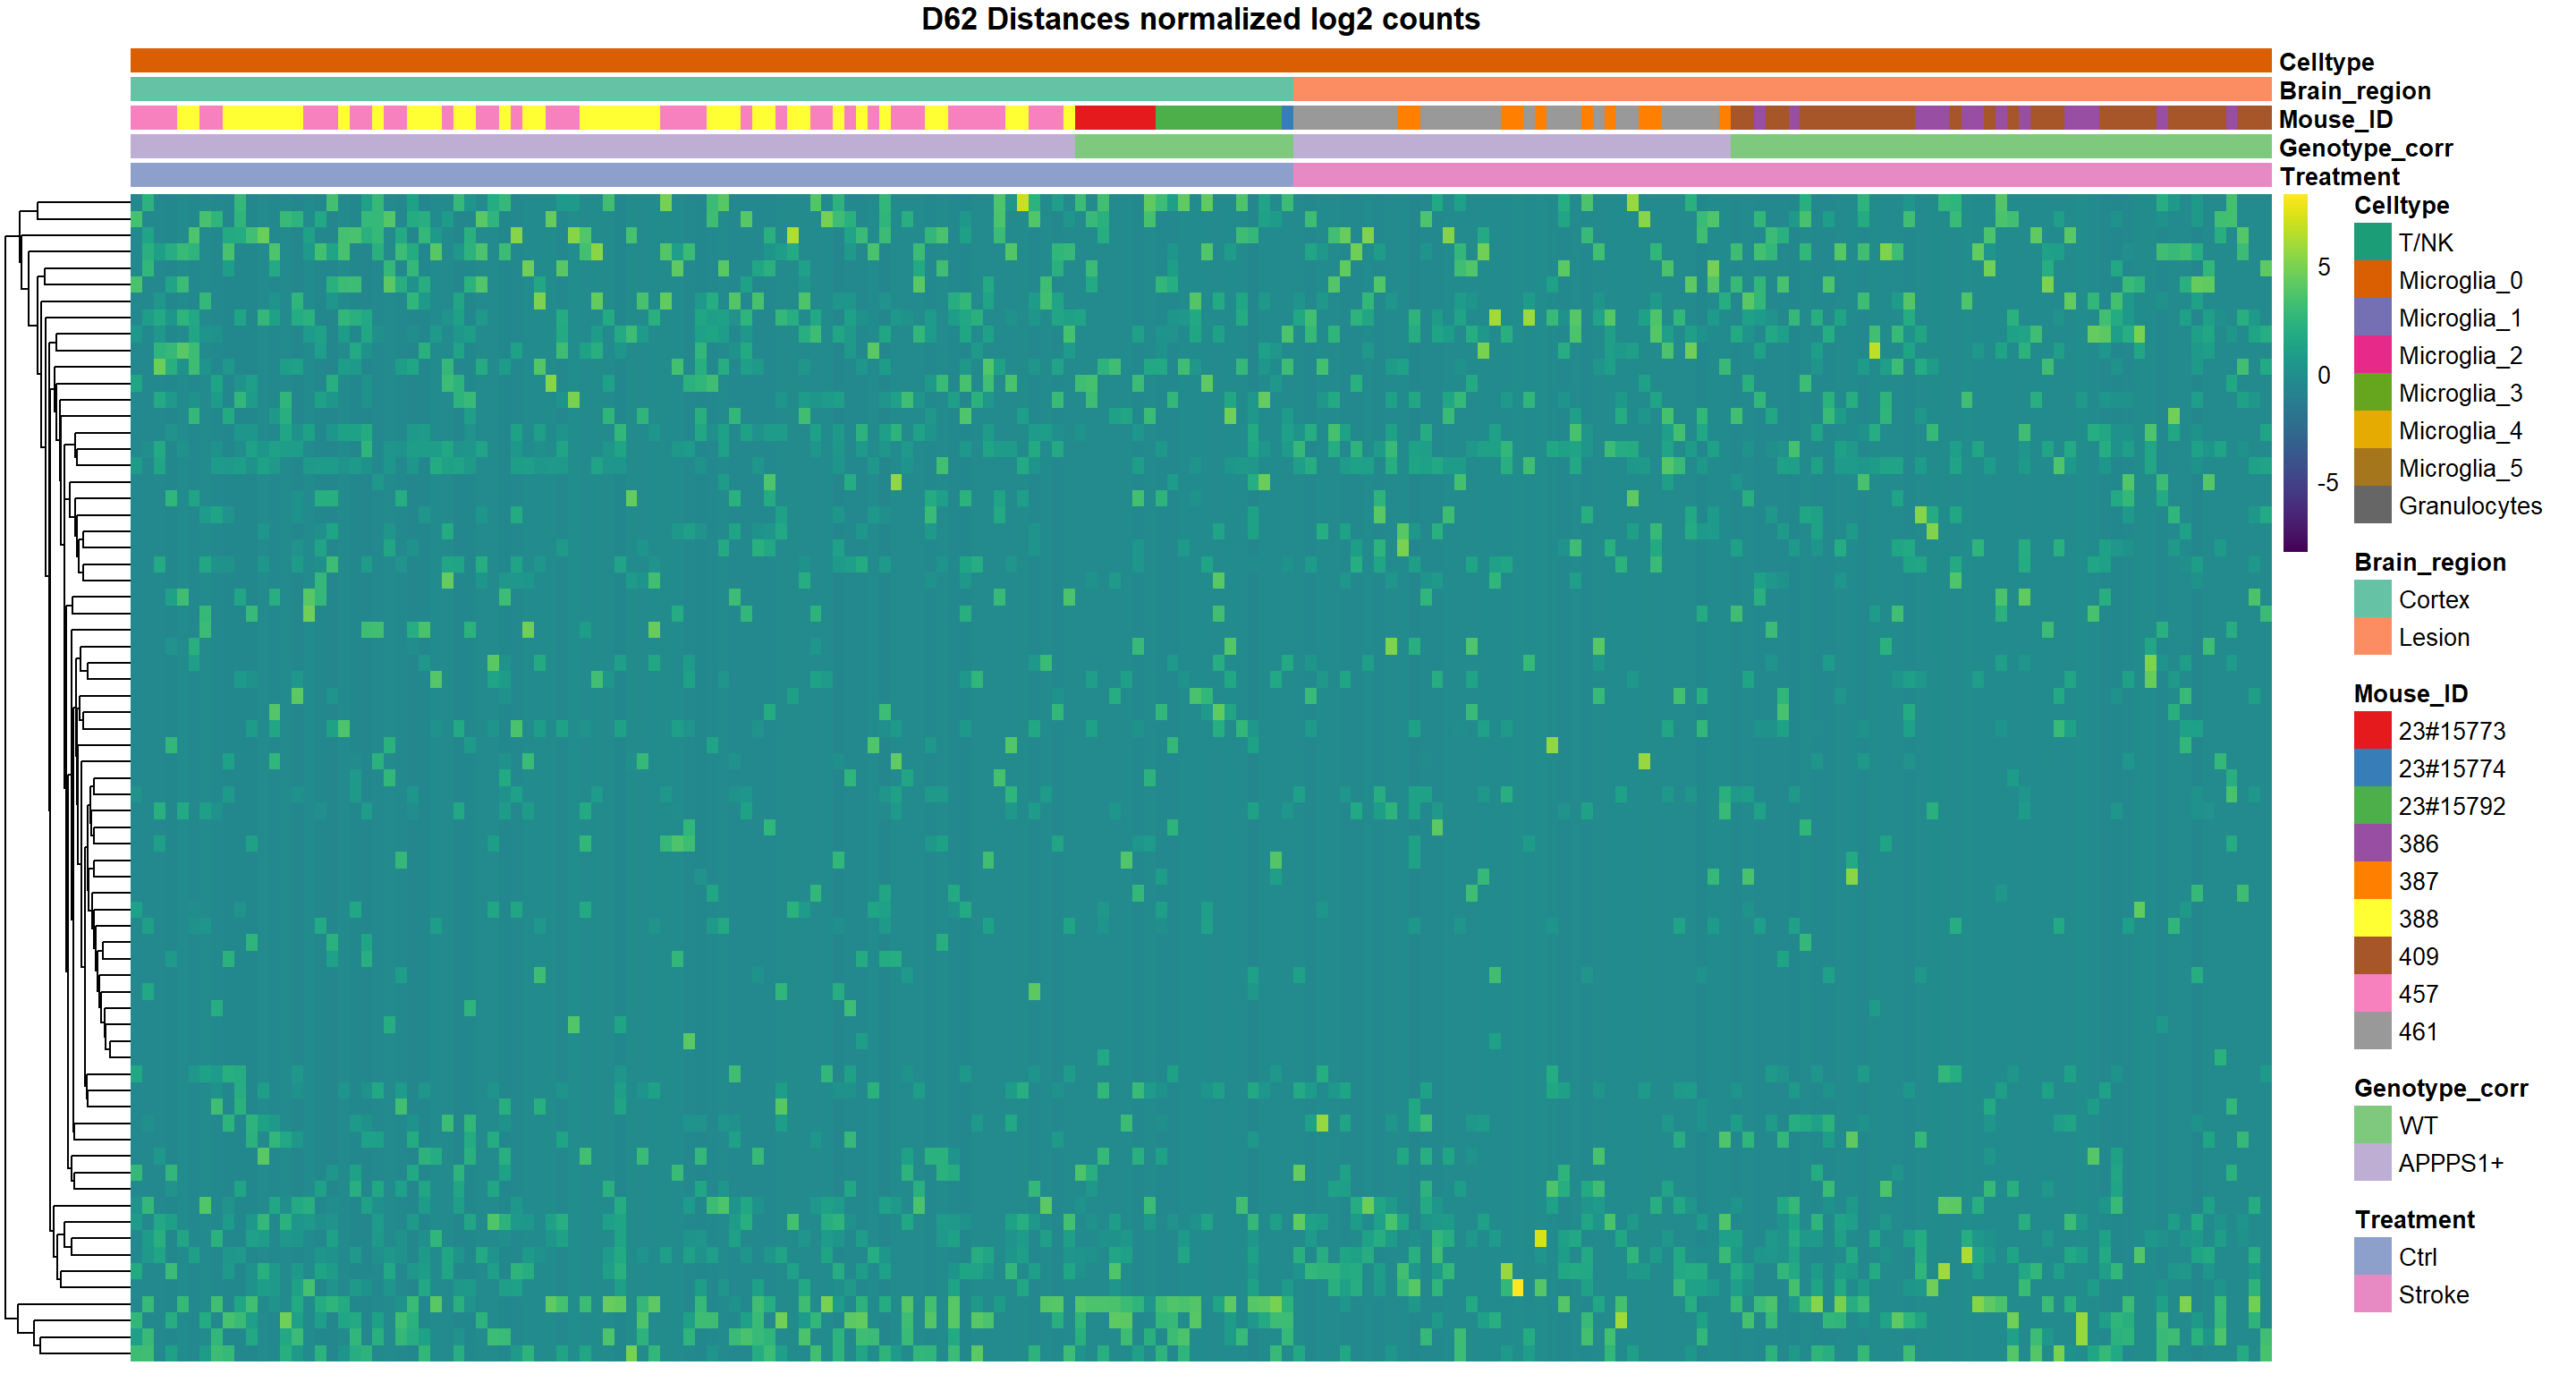 D62 Distances normalized log2 counts
Celltype
Brain_region
Mouse_ID
Genotype_corr
Treatment
5
0
-5
Celltype
T/NK
Microglia_0
Microglia_1
Microglia_2
Microglia_3
Microglia_4
Microglia_5
Granulocytes
Brain_region
Cortex
Lesion
Mouse_ID
23#15773
23#15774
23#15792
386
387
388
409
457
461
Genotype_corr
WT
APPPS1+
Treatment
Ctrl
Stroke